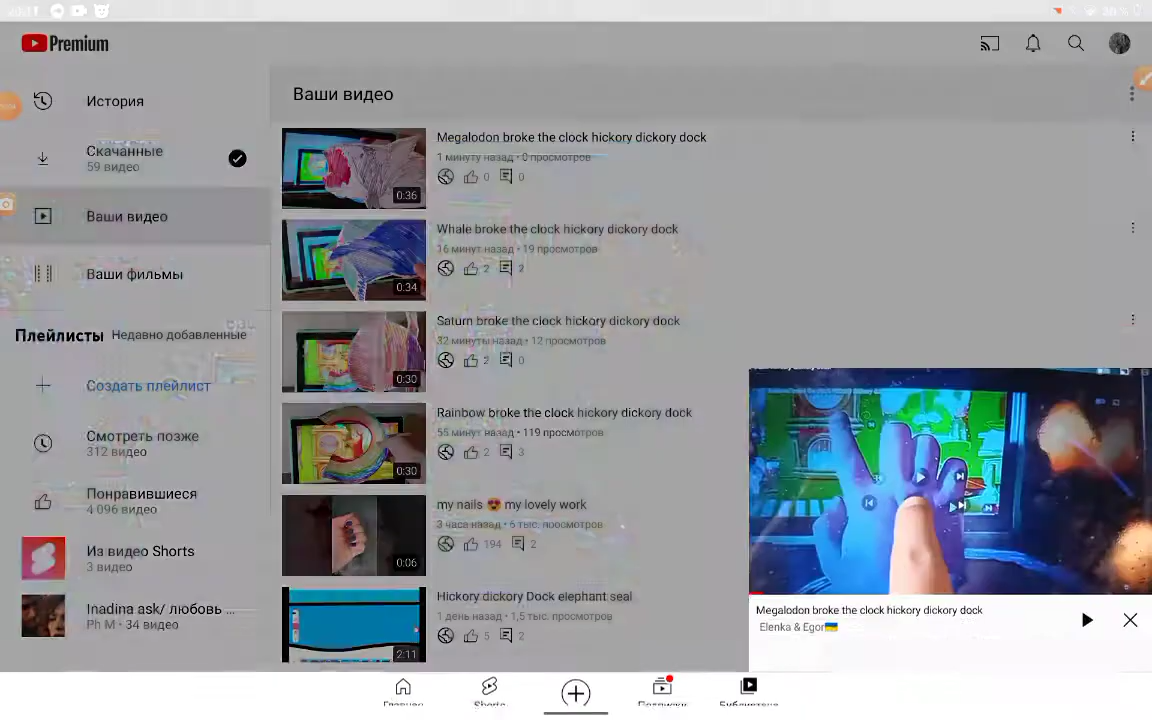 Premium
История
Скачанные
59 видео
Ваши видео
Ваши фильмы
Плейлисты Недавно добавленные
Создать плейлист
Смотреть позже
312 видео
Понравившиеся
4 096 видео
Из видео Shorts
3 видео
Inadina ask/ любовь ...
Ph M • 34 видео
Ваши видео
Megalodon broke the clock hickory dickory dock
1 минуту назад • 0 просмотров
0 0
0:36
Whale broke the clock hickory dickory dock
16 минут назад • 19 просмотров
2 2
0:34
Saturn broke the clock hickory dickory dock
32 минуты назад • 12 просмотров
2 0
0:30
Rainbow broke the clock hickory dickory dock
55 минут назад • 119 просмотров
2 3
0:30
my nails 😍 my lovely work
3 часа назад • 6 тыс. просмотров
194 2
0:06
Hickory dickory Dock elephant seal
1 день назад • 1,5 тыс. просмотров
5 2
2:11
Megalodon broke the clock hickory dickory dock
Elenka & Egor🇺🇦
Главная
Shorts
Подписки
Библиотека